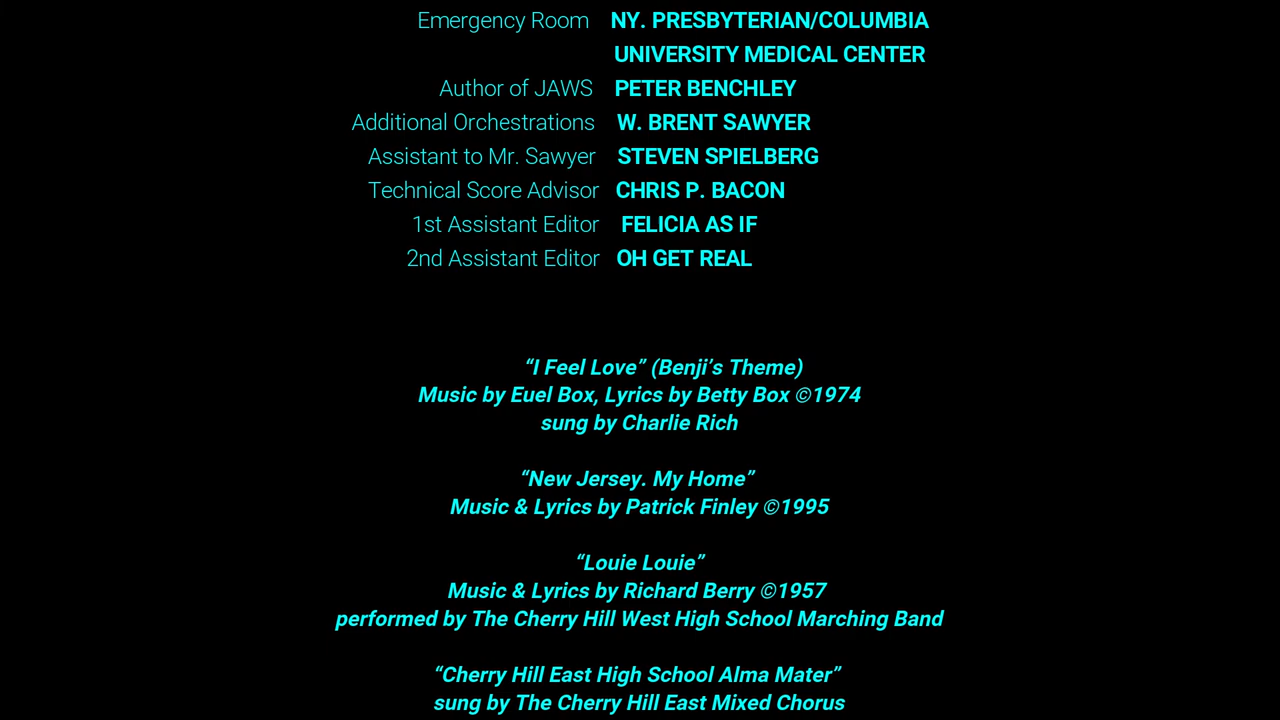 Emergency Room NY. PRESBYTERIAN/COLUMBIA
UNIVERSITY MEDICAL CENTER
Author of JAWS PETER BENCHLEY
Additional Orchestrations W. BRENT SAWYER
Assistant to Mr. Sawyer STEVEN SPIELBERG
Technical Score Advisor CHRIS P. BACON
1st Assistant Editor FELICIA AS IF
2nd Assistant Editor OH GET REAL
“I Feel Love” (Benji’s Theme)
Music by Euel Box, Lyrics by Betty Box ©1974
sung by Charlie Rich
“New Jersey. My Home”
Music & Lyrics by Patrick Finley ©1995
“Louie Louie”
Music & Lyrics by Richard Berry ©1957
performed by The Cherry Hill West High School Marching Band
“Cherry Hill East High School Alma Mater”
sung by The Cherry Hill East Mixed Chorus